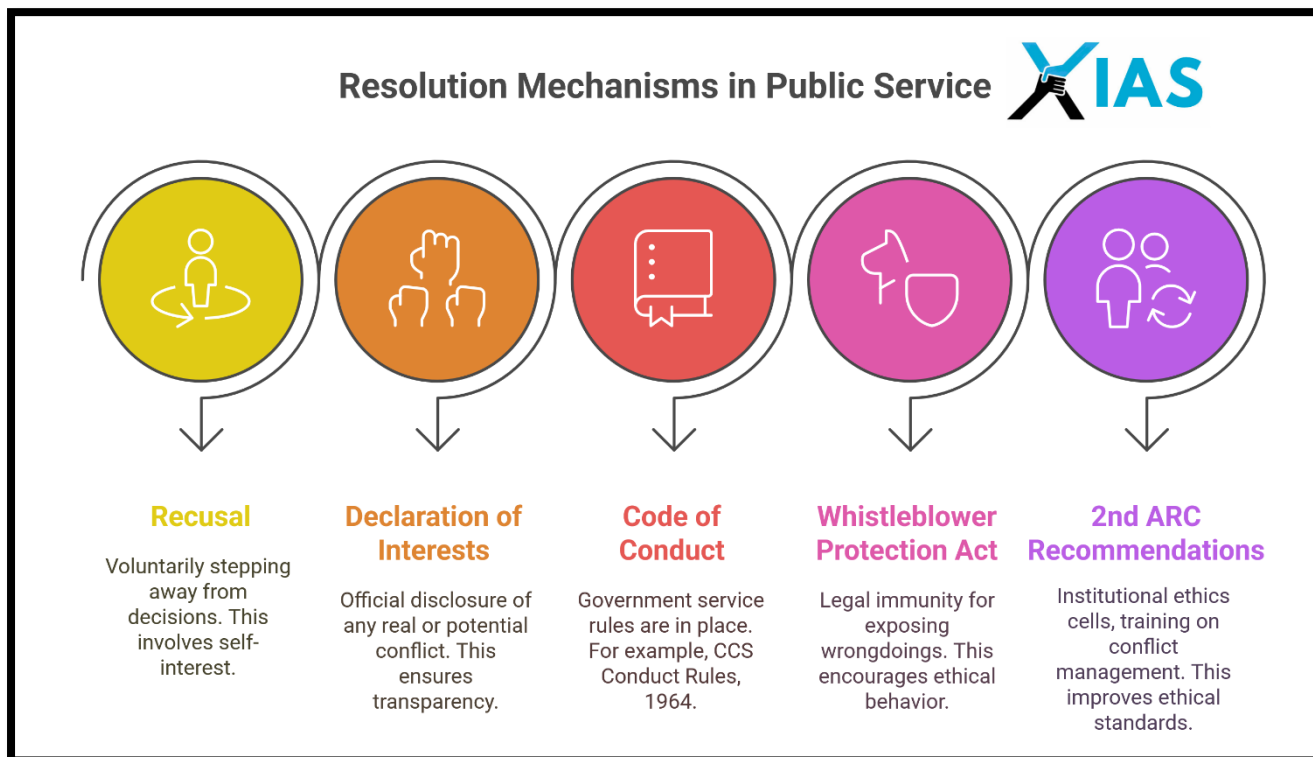 Resolution Mechanisms in Public Service
XIAS
Recusal
Voluntarily stepping
away from
decisions. This
involves self-
interest.
Declaration of
Interests
Official disclosure of
any real or potential
conflict. This
ensures
transparency.
Code of
Conduct
Government service
rules are in place.
For example, CCS
Conduct Rules,
1964.
Whistleblower
Protection Act
Legal immunity for
exposing
wrongdoings. This
encourages ethical
behavior.
2nd ARC
Recommendations
Institutional ethics
cells, training on
conflict
management. This
improves ethical
standards.